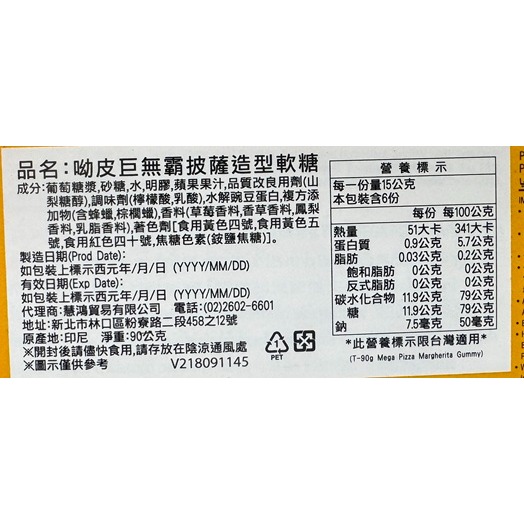 品名:呦皮巨無霸披薩造型軟糖
成分:葡萄糖漿,砂糖,水,明膠,蘋果果汁,品質改良用劑(山
梨糖醇),調味劑(檸檬酸,乳酸),水解豌豆蛋白,複方添
加物(含蜂蠟,棕櫚蠟),香料(草莓香料,香草香料,鳳梨
香料,乳脂香料),著色劑[食用黃色四號,食用黃色五
號,食用紅色四十號,焦糖色素(銨鹽焦糖)]。
製造日期(Prod Date):
如包裝上標示西元年/月/日 (YYYY/MM/DD)
有效日期(Exp Date):
如包裝上標示西元年/月/日 (YYYY/MM/DD)
代理商:慧鴻貿易有限公司 電話:(02)2602-6601
地址:新北市林口區粉寮路二段458之12號
原產地:印尼 淨重:90公克
※開封後請儘快食用,請存放在陰涼通風處
※圖示僅供參考 V218091145
1
PET
營養標示
每一份量15公克
本包裝含6份
每份 每100公克
熱量 51大卡 341大卡
蛋白質 0.9公克 5.7公克
脂肪 0.03公克 0.2公克
飽和脂肪 0公克 0公克
反式脂肪 0公克 0公克
碳水化合物 11.9公克 79公克
糖 11.9公克 79公克
鈉 7.5毫克 50毫克
*此營養標示限台灣適用*
(T-90g Mega Pizza Margherita Gummy)